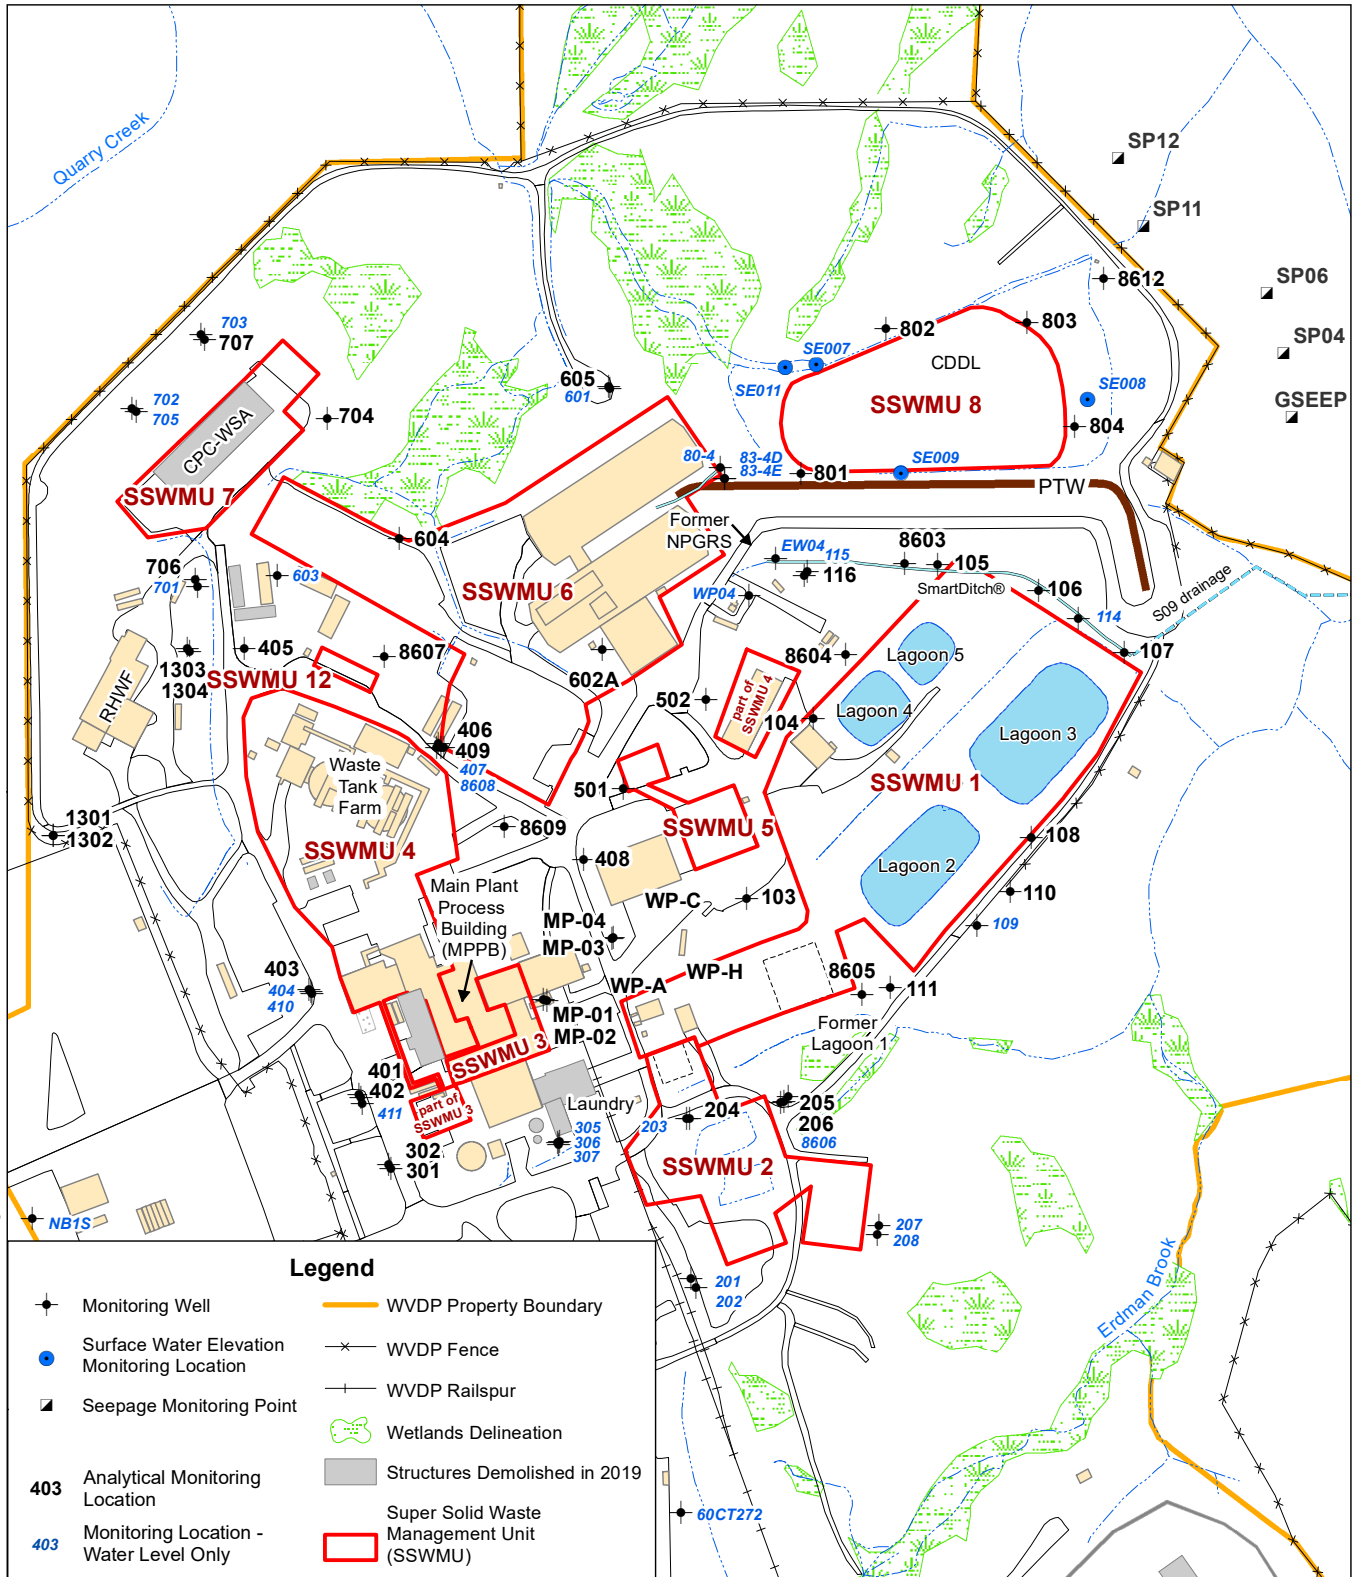 Quarry Creek
SP12
SP11
SP06
SP04
GSEEP
8612
703
707
702
705
704
CPC-WSA
SSWMU 7
605
601
802
803
SE007
SE011
CDDL
SSWMU 8
SE008
804
80-4
83-4D
83-4E
801
SE009
PTW
604
Former
NPGRS
706
701
603
SSWMU 6
EW04
115
116
WP04
8603
105
SmartDitch®
106
114
107
S09 drainage
1303
1304
405
SSWMU 12
8607
602A
502
8604
part of
SSWMU 4
104
Lagoon 5
Lagoon 4
Lagoon 3
RHWF
406
409
407
8608
Waste
Tank
Farm
501
SSWMU 1
1301
1302
8609
SSWMU 5
SSWMU 4
408
108
Lagoon 2
Main Plant
Process
Building
(MPPB)
WP-C
103
110
109
MP-04
MP-03
403
404
410
WP-A
WP-H
8605
111
MP-01
MP-02
Former
Lagoon 1
SSWMU 3
401
402
411
part of
SSWMU 3
Laundry
203
204
205
206
8606
305
306
307
302
301
SSWMU 2
207
208
NB1S
201
202
Erdman Brook
60CT272
Legend
Monitoring Well
Surface Water Elevation
Monitoring Location
Seepage Monitoring Point
403
Analytical Monitoring
Location
403
Monitoring Location -
Water Level Only
WVDP Property Boundary
WVDP Fence
WVDP Railspur
Wetlands Delineation
Structures Demolished in 2019
Super Solid Waste
Management Unit
(SSWMU)